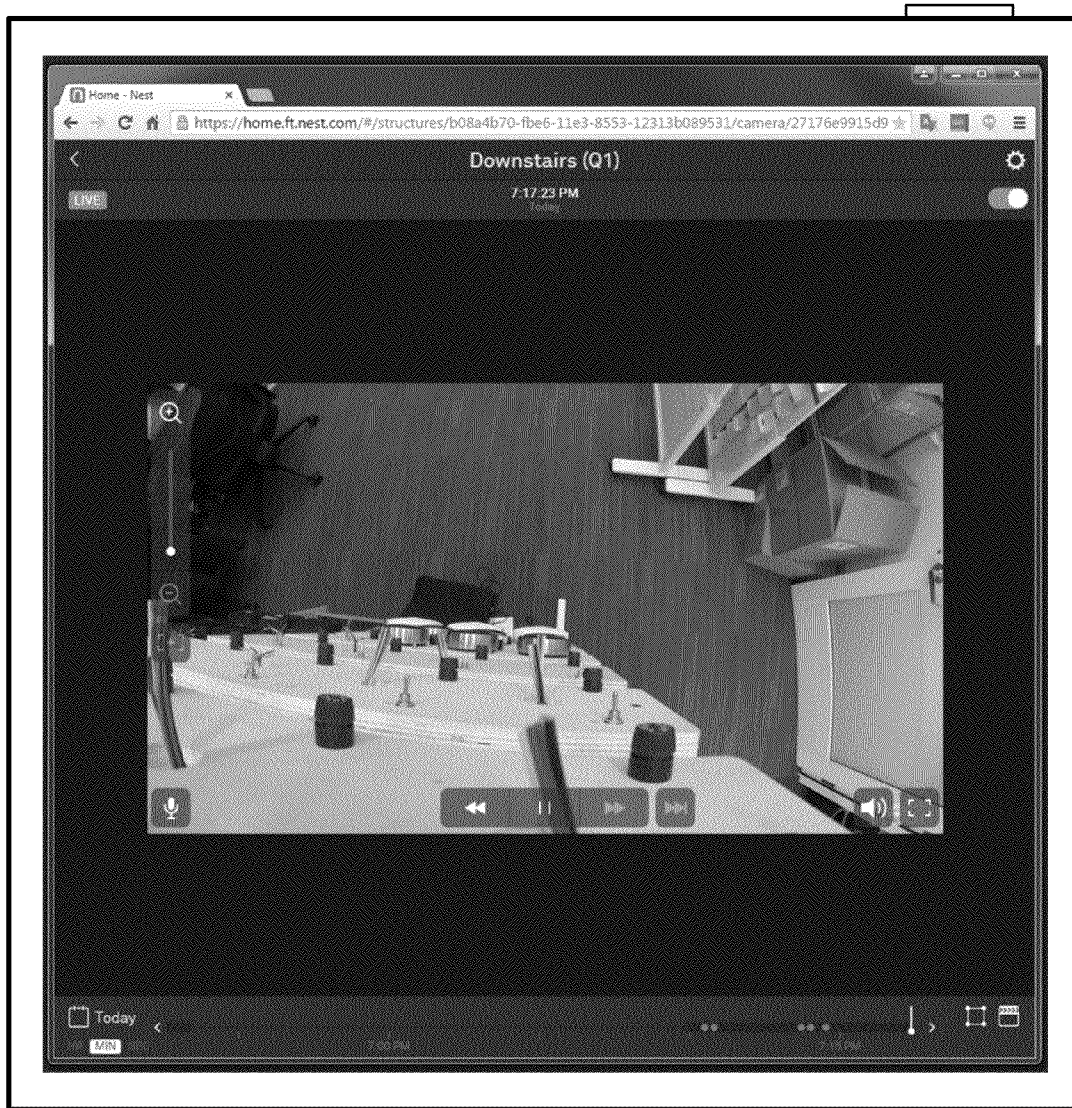 Home - Nest
https://home.ft.nest.com/#/structures/b08a4b70-fbe6-11e3-8553-12313b089531/camera/27176e9915d9
Downstairs (Q1)
LIVE
7:17:23 PM
Today
Today
MIN